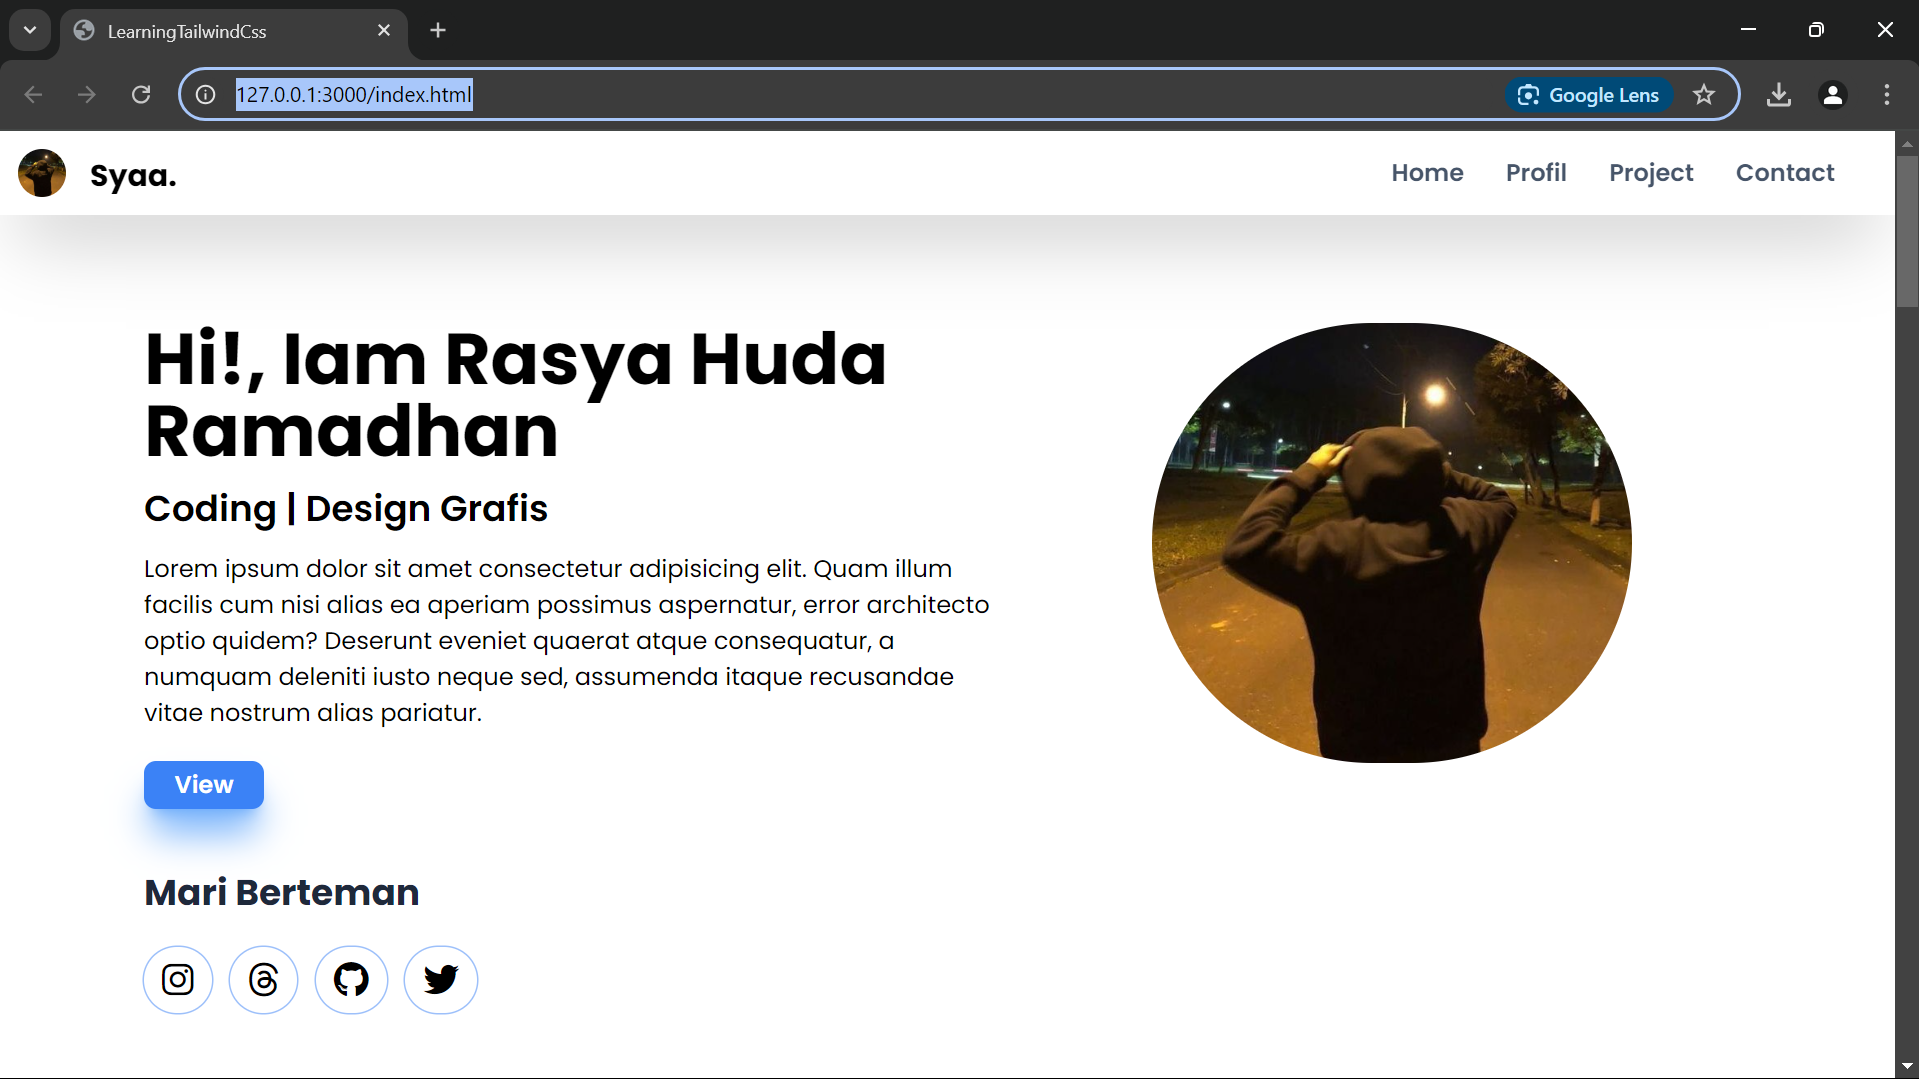 LearningTailwindCss
127.0.0.1:3000/index.html
Google Lens
Syaa.
Home
Profil
Project
Contact
Hi!, Iam Rasya Huda
Ramadhan
Coding | Design Grafis
Lorem ipsum dolor sit amet consectetur adipisicing elit. Quam illum
facilis cum nisi alias ea aperiam possimus aspernatur, error architecto
optio quidem? Deserunt eveniet quaerat atque consequatur, a
numquam deleniti iusto neque sed, assumenda itaque recusandae
vitae nostrum alias pariatur.
View
Mari Berteman